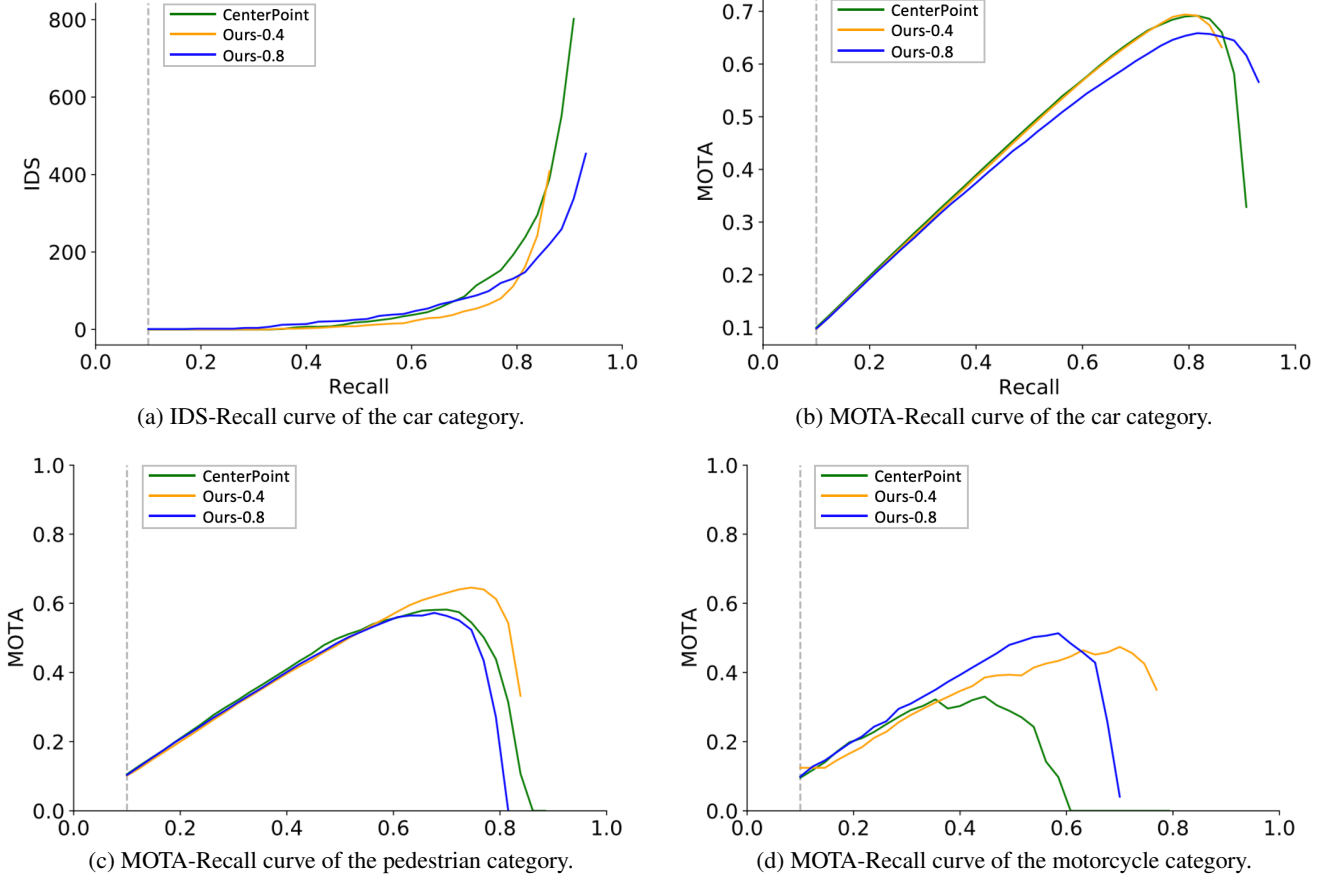 CenterPoint
Ours-0.4
Ours-0.8
800
600
400
200
0
IDS
0.0 0.2 0.4 0.6 0.8 1.0
Recall
(a) IDS-Recall curve of the car category.
CenterPoint
Ours-0.4
Ours-0.8
0.7
0.6
0.5
0.4
0.3
0.2
0.1
MOTA
0.0 0.2 0.4 0.6 0.8 1.0
Recall
(b) MOTA-Recall curve of the car category.
CenterPoint
Ours-0.4
Ours-0.8
1.0
0.8
0.6
0.4
0.2
0.0
MOTA
0.0 0.2 0.4 0.6 0.8 1.0
(c) MOTA-Recall curve of the pedestrian category.
CenterPoint
Ours-0.4
Ours-0.8
1.0
0.8
0.6
0.4
0.2
0.0
MOTA
0.0 0.2 0.4 0.6 0.8 1.0
(d) MOTA-Recall curve of the motorcycle category.